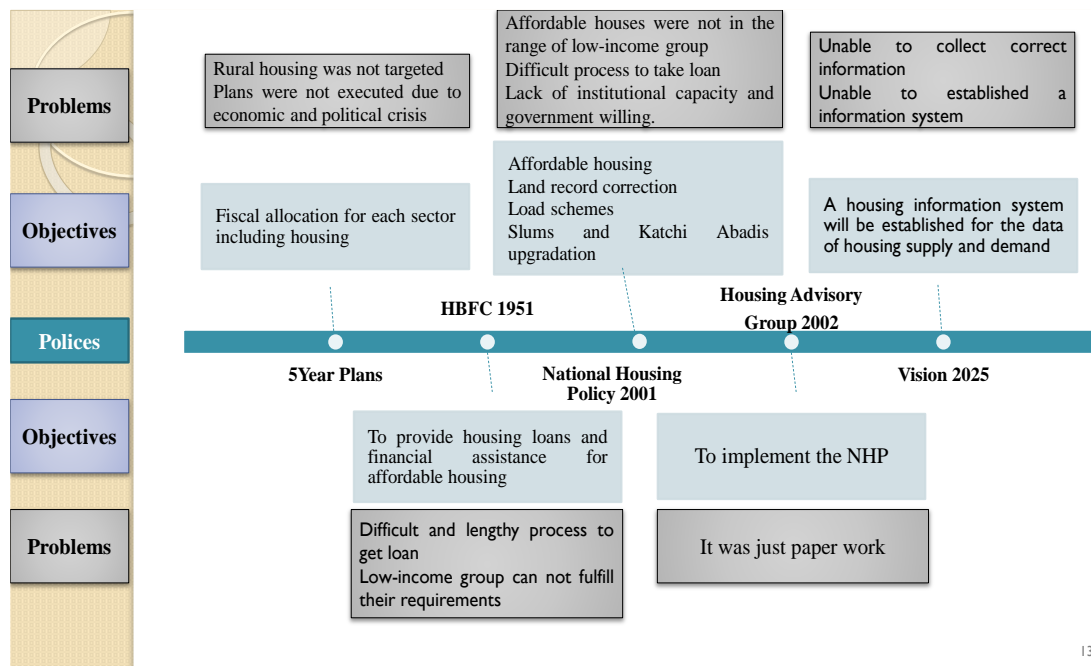 Problems
Rural housing was not targeted
Plans were not executed due to
economic and political crisis
Affordable houses were not in the
range of low-income group
Difficult process to take loan
Lack of institutional capacity and
government willing.
Unable to collect correct
information
Unable to established a
information system
Objectives
Fiscal allocation for each sector
including housing
Affordable housing
Land record correction
Load schemes
Slums and Katchi Abadis
upgradation
A housing information system
will be established for the data
of housing supply and demand
Polices
HBFC 1951
Housing Advisory
Group 2002
5Year Plans
National Housing
Policy 2001
Vision 2025
Objectives
To provide housing loans and
financial assistance for
affordable housing
To implement the NHP
Problems
Difficult and lengthy process to
get loan
Low-income group can not fulfill
their requirements
It was just paper work